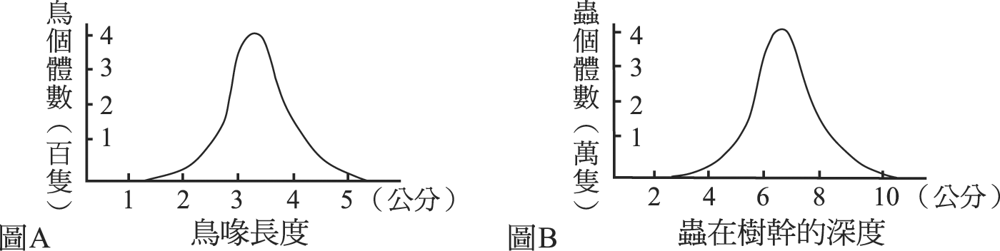 鳥個體數（百隻）
4
3
2
1
1 2 3 4 5（公分）
鳥喙長度
圖A
蟲個體數（萬隻）
4
3
2
1
2 4 6 8 10（公分）
蟲在樹幹的深度
圖B